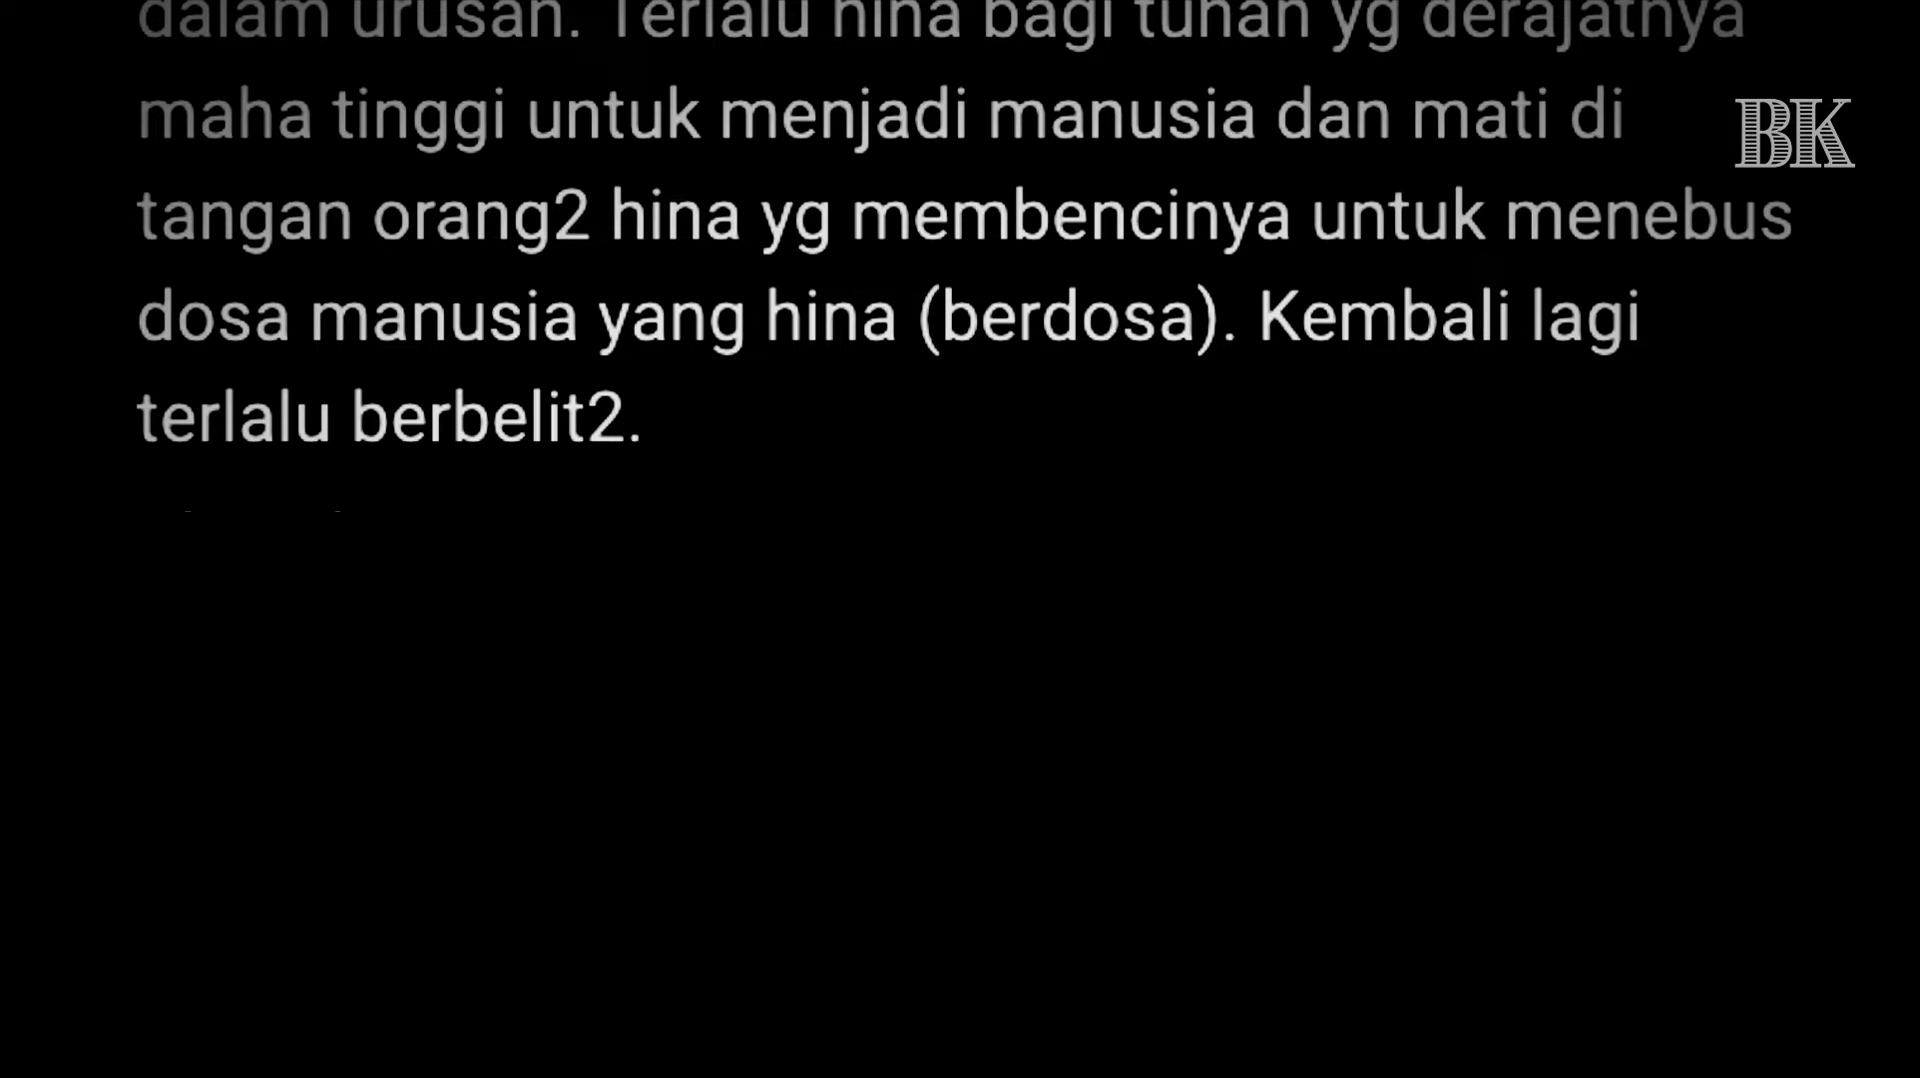 dalam urusan. Terlalu hina bagi tuhan yg derajatnya
maha tinggi untuk menjadi manusia dan mati di
BK
tangan orang2 hina yg membencinya untuk menebus
dosa manusia yang hina (berdosa). Kembali lagi
terlalu berbelit2.